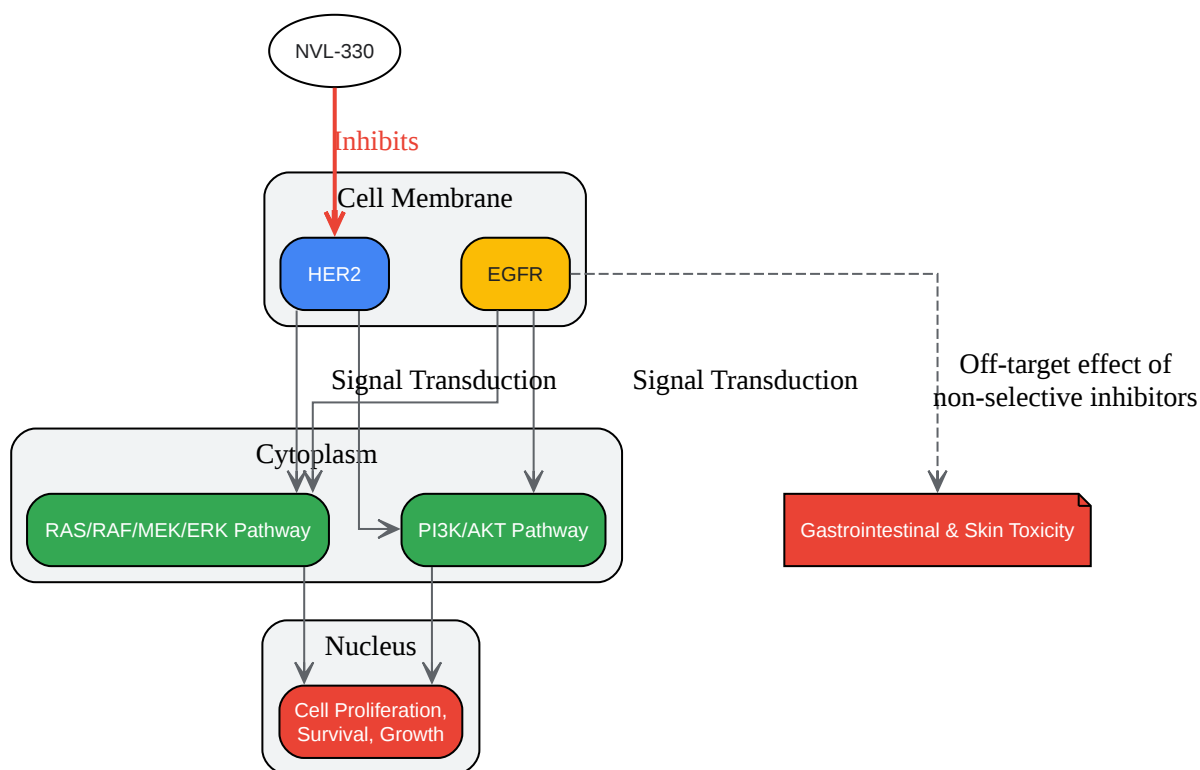 NVL-330
Inhibits
Cell Membrane
HER2
EGFR
Signal Transduction
Signal Transduction
Off-target effect of
non-selective inhibitors
Cytoplasm
RAS/RAF/MEK/ERK Pathway
PI3K/AKT Pathway
Gastrointestinal & Skin Toxicity
Nucleus
Cell Proliferation,
Survival, Growth